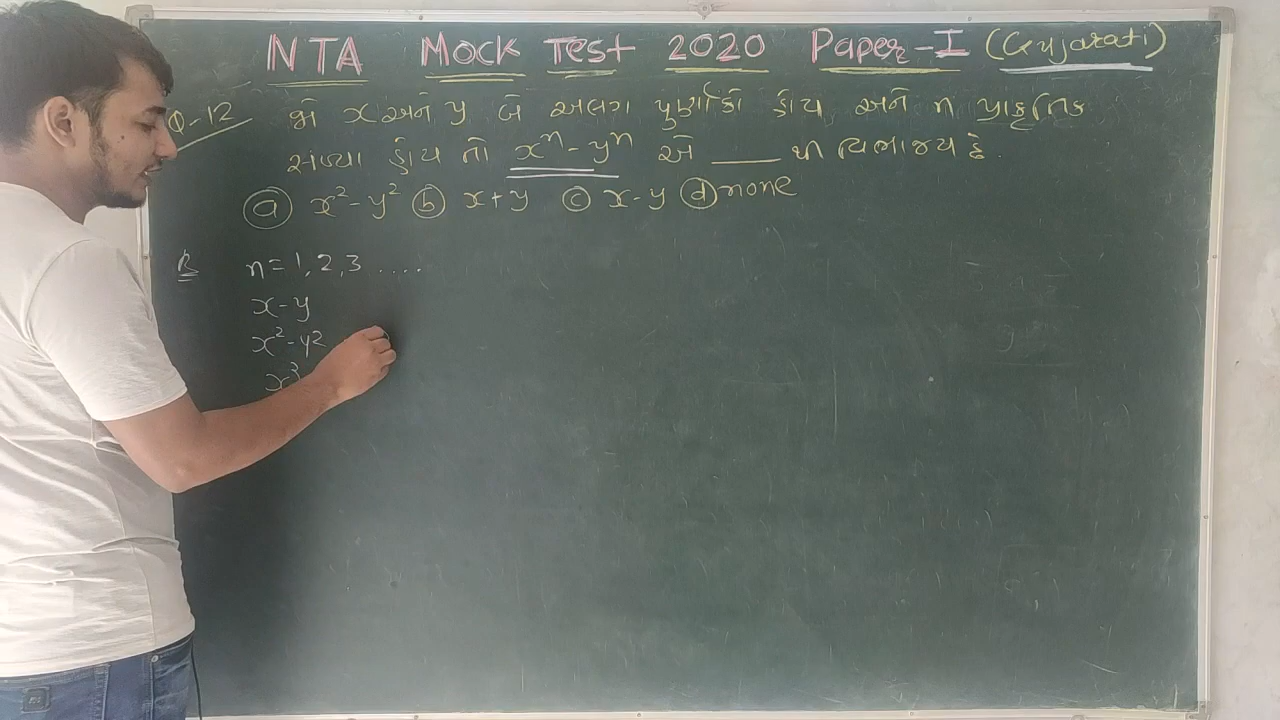 NTA Mock Test 2020 Paper-I (Gujarati)
Q-12 જો x અને y બે અલગ પુર્ણાંકો હોય અને n પ્રાકૃતિક
સંખ્યા હોય તો xⁿ-yⁿ એ ____ થી વિભાજ્ય છે.
(a) x²-y² (b) x+y (c) x-y (d) none
n=1,2,3 ....
x-y
x²-y²
x³